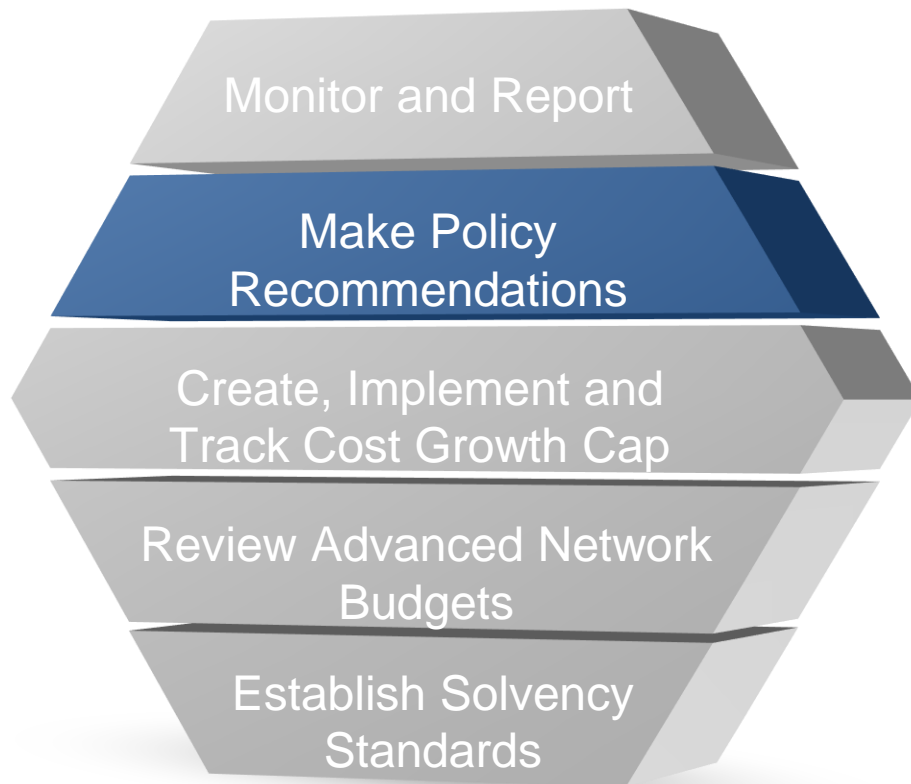 Monitor and Report
Make Policy
Recommendations
Create, Implement and
Track Cost Growth Cap
Review Advanced Network
Budgets
Establish Solvency
Standards